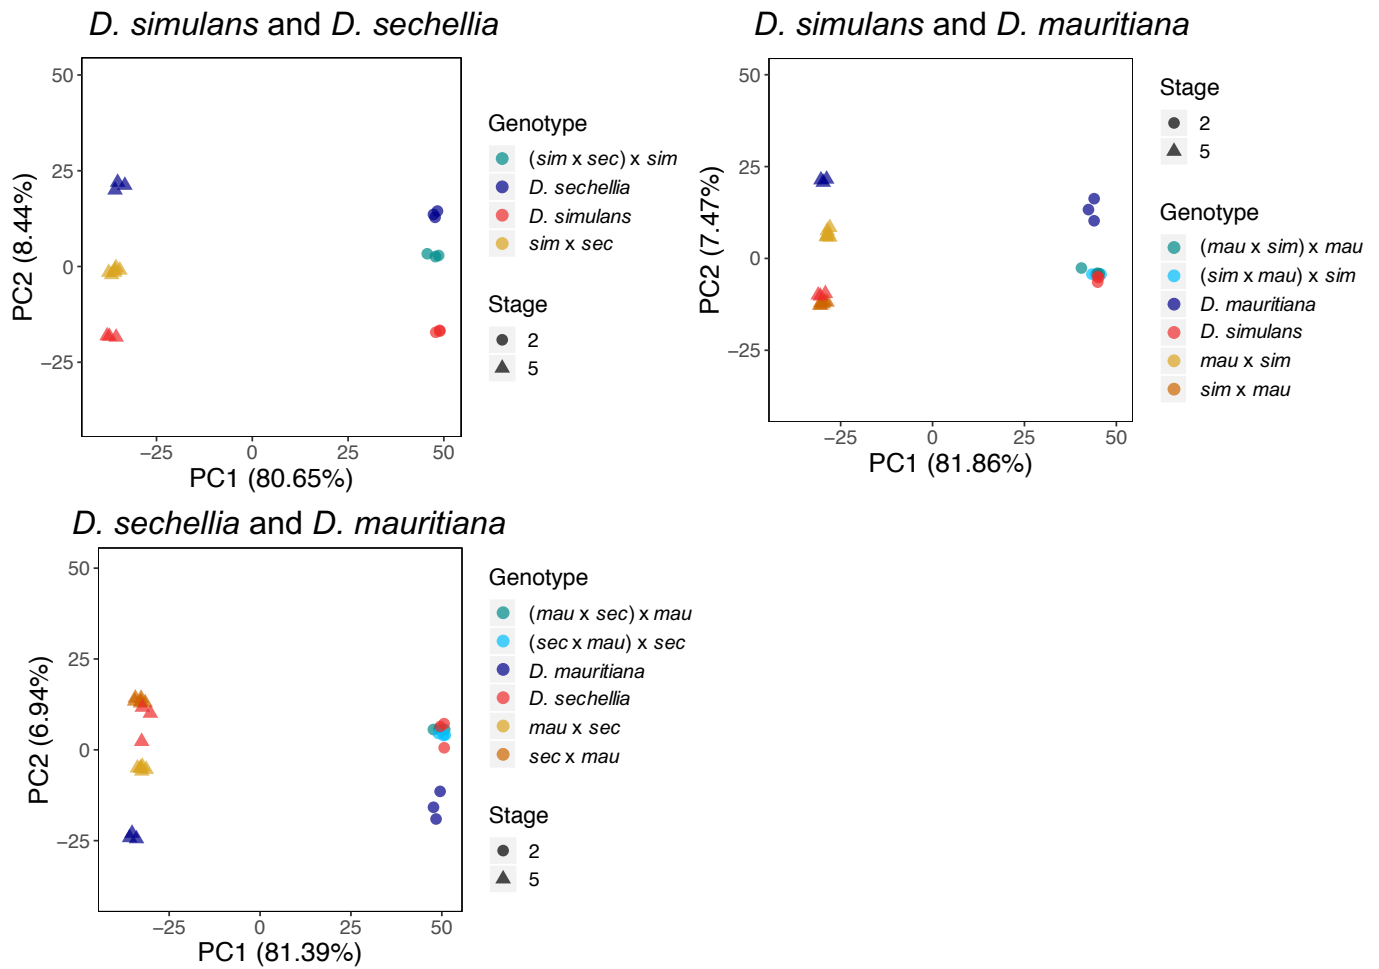 D. simulans and D. sechellia
50
25
0
−25
PC2 (8.44%)
−25
0
25
50
PC1 (80.65%)
Genotype
(sim x sec) x sim
D. sechellia
D. simulans
sim x sec
Stage
2
5
D. simulans and D. mauritiana
50
25
0
−25
PC2 (7.47%)
−25
0
25
50
PC1 (81.86%)
Stage
2
5
Genotype
(mau x sim) x mau
(sim x mau) x sim
D. mauritiana
D. simulans
mau x sim
sim x mau
D. sechellia and D. mauritiana
50
25
0
−25
PC2 (6.94%)
−25
0
25
50
PC1 (81.39%)
Genotype
(mau x sec) x mau
(sec x mau) x sec
D. mauritiana
D. sechellia
mau x sec
sec x mau
Stage
2
5